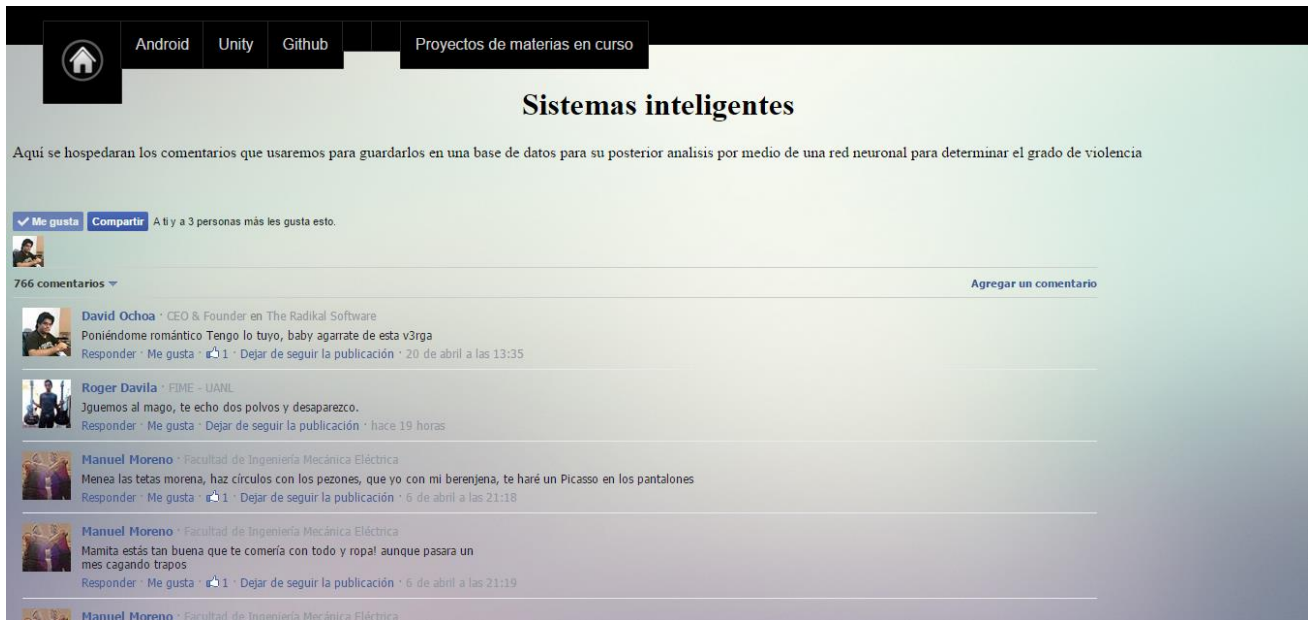 Android Unity Github Proyectos de materias en curso
Sistemas inteligentes
Aquí se hospedaran los comentarios que usaremos para guardarlos en una base de datos para su posterior analisis por medio de una red neuronal para determinar el grado de violencia
Me gusta Compartir A ti y a 3 personas más les gusta esto.
766 comentarios Agregar un comentario
David Ochoa · CEO & Founder en The Radikal Software
Poniéndome romántico Tengo lo tuyo, baby agarrate de esta v3rga
Responder · Me gusta · 1 · Dejar de seguir la publicación · 20 de abril a las 13:35
Roger Davila · FIME - UANL
Jguemos al mago, te echo dos polvos y desaparezco.
Responder · Me gusta · Dejar de seguir la publicación · hace 19 horas
Manuel Moreno · Facultad de Ingeniería Mecánica Eléctrica
Menea las tetas morena, haz círculos con los pezones, que yo con mi berenjena, te haré un Picasso en los pantalones
Responder · Me gusta · 1 · Dejar de seguir la publicación · 6 de abril a las 21:18
Manuel Moreno · Facultad de Ingeniería Mecánica Eléctrica
Mamita estás tan buena que te comería con todo y ropa! aunque pasara un
mes cagando trapos
Responder · Me gusta · 1 · Dejar de seguir la publicación · 6 de abril a las 21:19
Manuel Moreno · Facultad de Ingeniería Mecánica Eléctrica